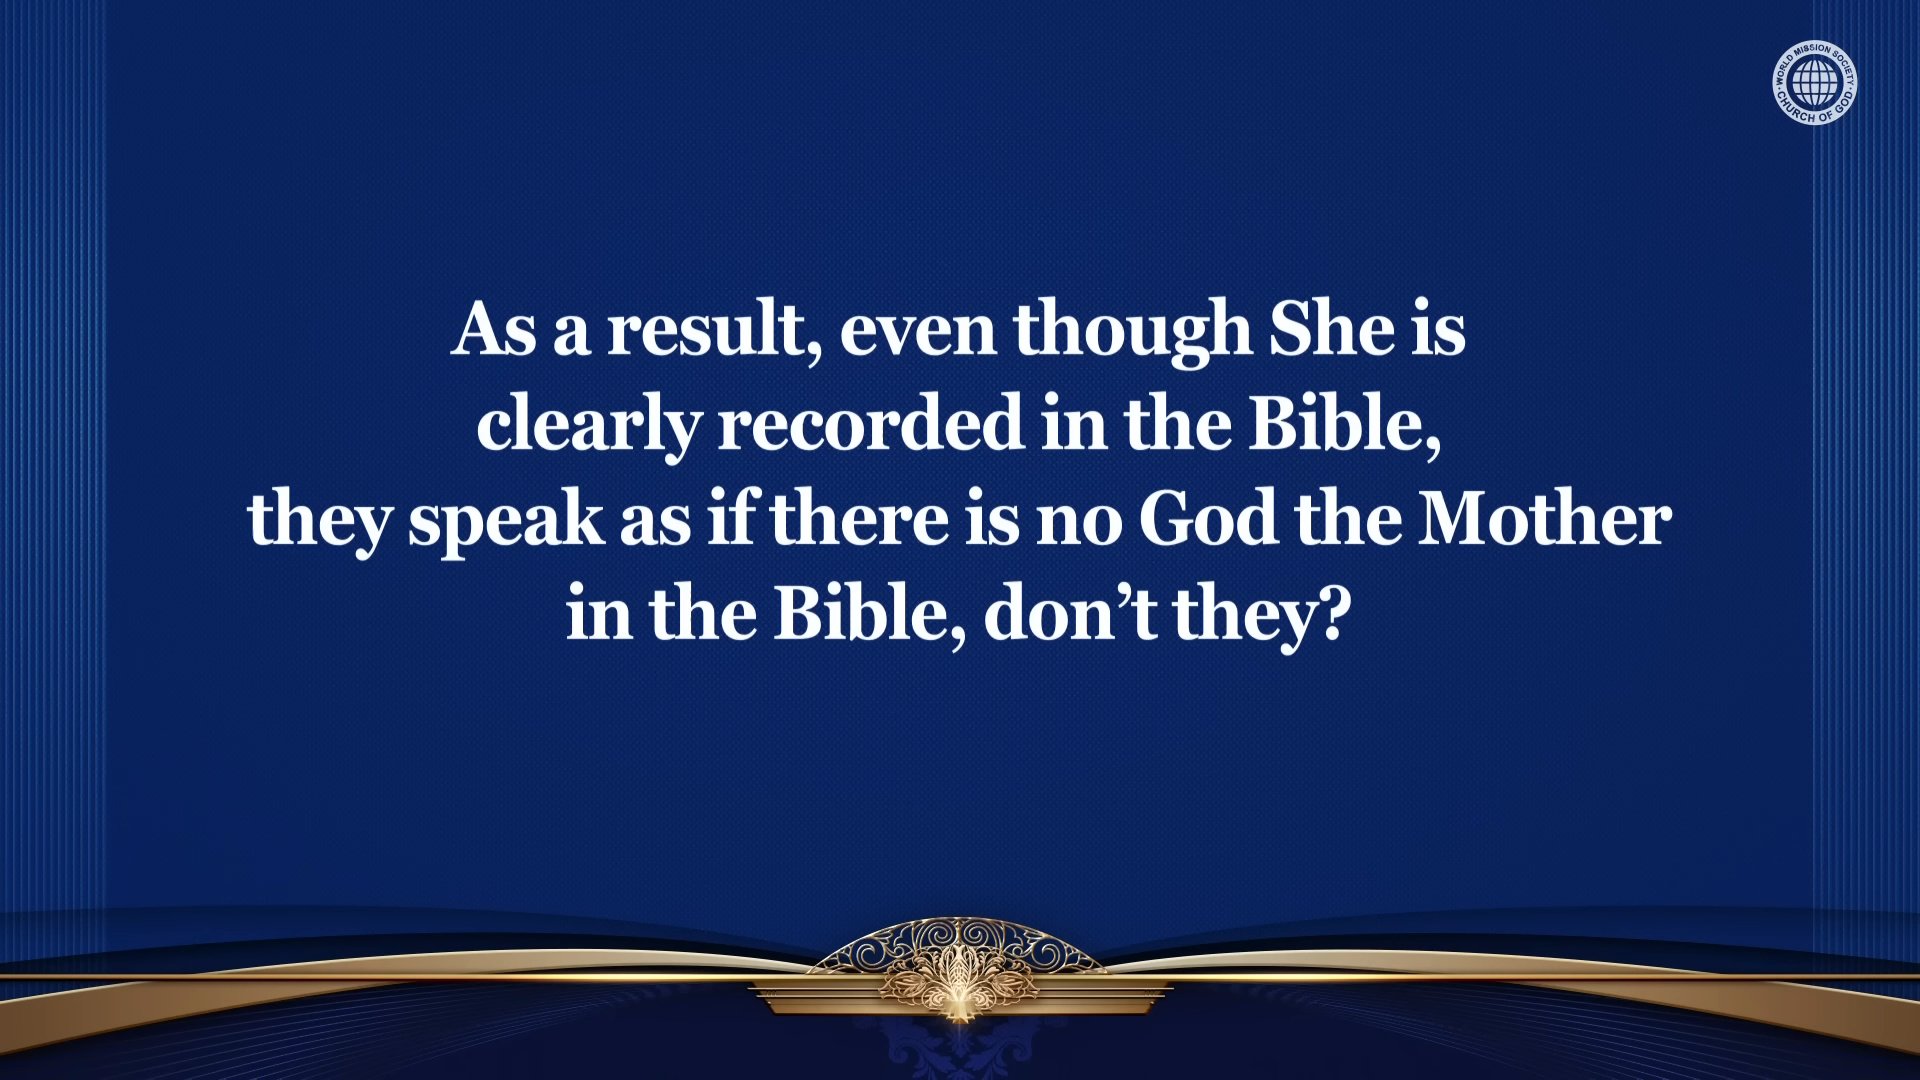 WORLD MISSION SOCIETY
CHURCH OF GOD
As a result, even though She is
clearly recorded in the Bible,
they speak as if there is no God the Mother
in the Bible, don’t they?